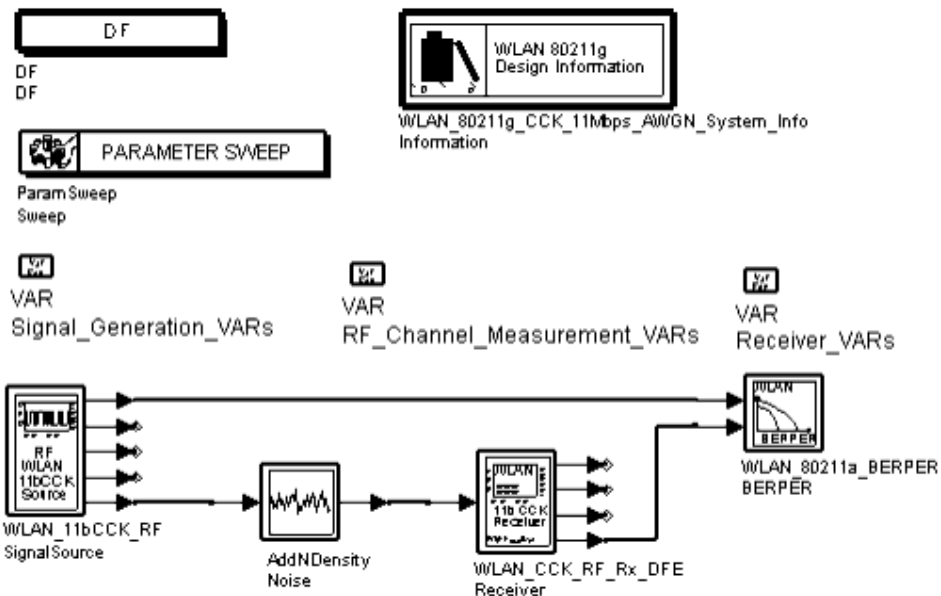 DF
DF
DF
WLAN 80211g
Design Information
WLAN_80211g_CCK_11Mbps_AWGN_System_Info
Information
PARAMETER SWEEP
ParamSweep
Sweep
VAR
Signal_Generation_VARs
VAR
RF_Channel_Measurement_VARs
VAR
Receiver_VARs
RF
WLAN
11bCCK
Source
WLAN_11bCCK_RF
SignalSource
AddNDensity
Noise
WLAN
11b CCK
Receiver
WLAN_CCK_RF_Rx_DFE
Receiver
WLAN
BERPER
WLAN_80211a_BERPER
BERPER